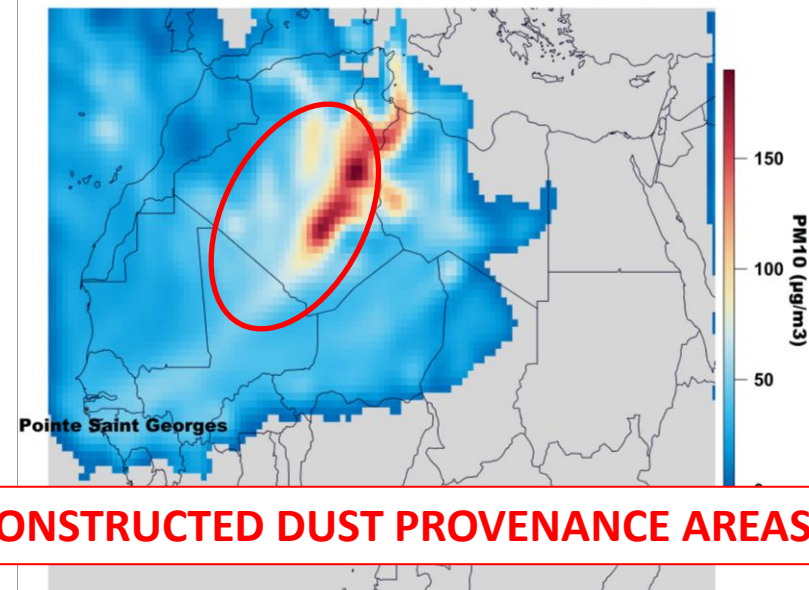 150
100
50
PM10 (µg/m3)
Pointe Saint Georges
ONSTRUCTED DUST PROVENANCE AREAS